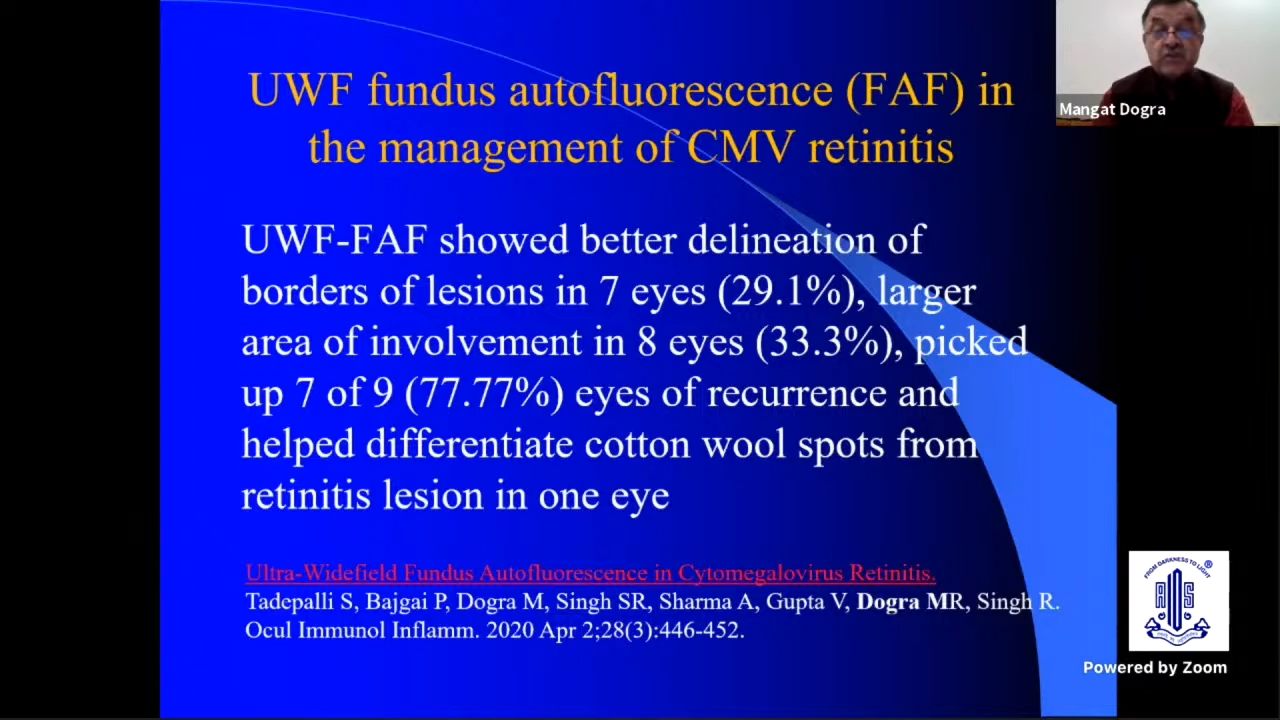 UWF fundus autofluorescence (FAF) in
the management of CMV retinitis
Mangat Dogra
UWF-FAF showed better delineation of
borders of lesions in 7 eyes (29.1%), larger
area of involvement in 8 eyes (33.3%), picked
up 7 of 9 (77.77%) eyes of recurrence and
helped differentiate cotton wool spots from
retinitis lesion in one eye
Ultra-Widefield Fundus Autofluorescence in Cytomegalovirus Retinitis.
Tadepalli S, Bajgai P, Dogra M, Singh SR, Sharma A, Gupta V, Dogra MR, Singh R.
Ocul Immunol Inflamm. 2020 Apr 2;28(3):446-452.
FROM DARKNESS TO LIGHT ®
Powered by Zoom